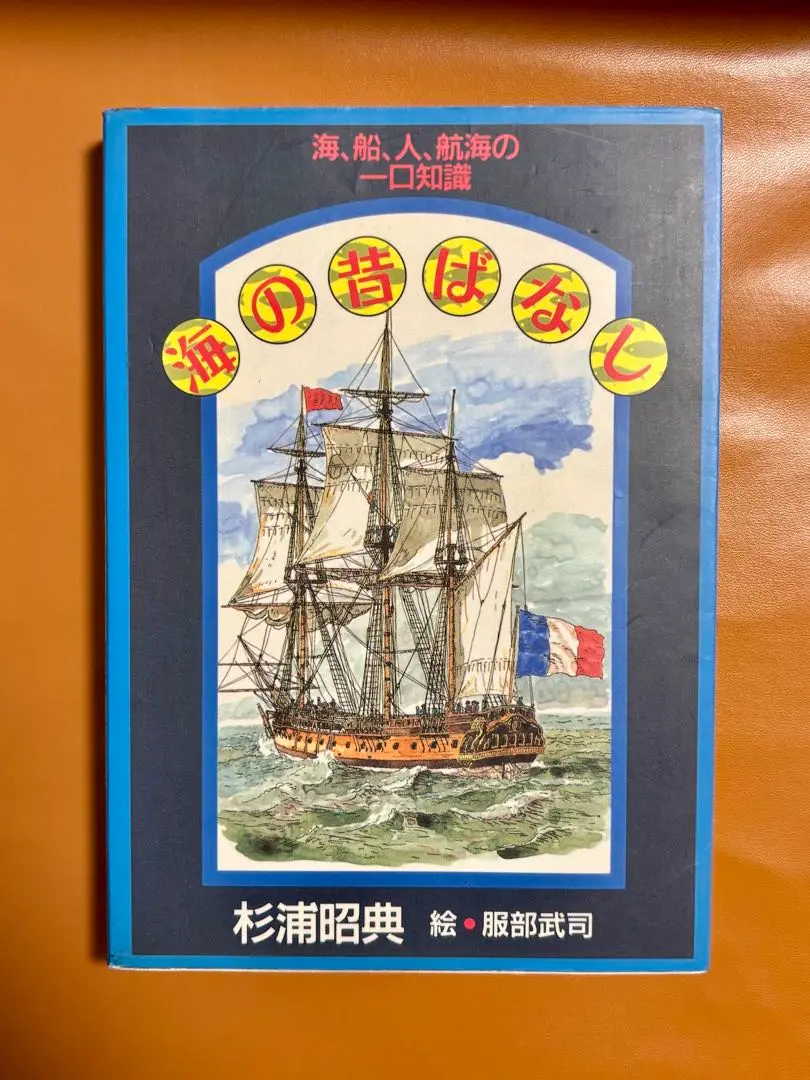 海、船、人、航海の
一口知識
海の昔ばなし
杉浦昭典 絵・服部武司